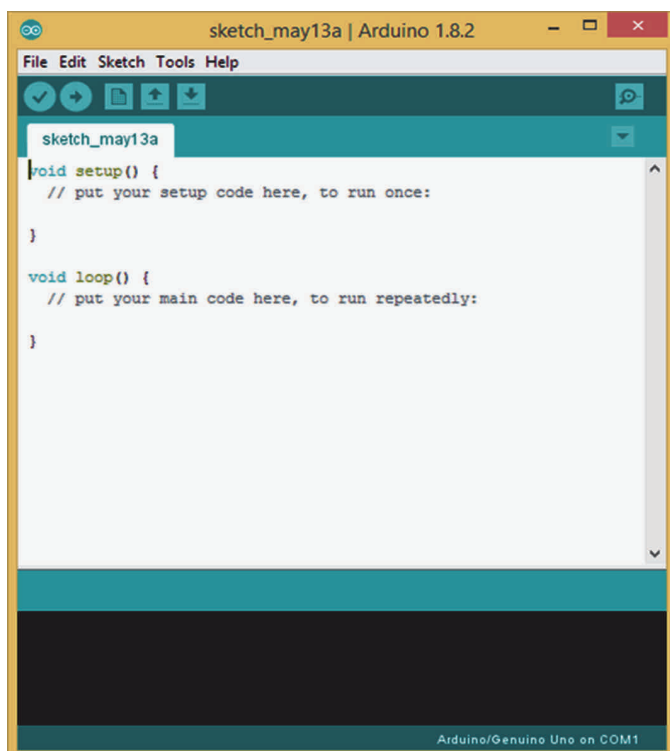 sketch_may13a | Arduino 1.8.2
File Edit Sketch Tools Help
sketch_may13a
void setup() {
  // put your setup code here, to run once:
}
void loop() {
  // put your main code here, to run repeatedly:
}
Arduino/Genuino Uno on COM1